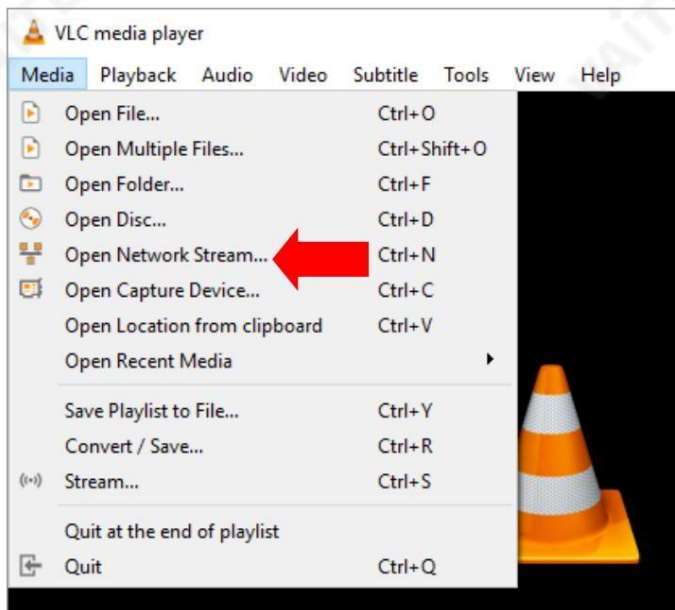 VLC media player
Media Playback Audio Video Subtitle Tools View Help
Open File... Ctrl+O
Open Multiple Files... Ctrl+Shift+O
Open Folder... Ctrl+F
Open Disc... Ctrl+D
Open Network Stream... Ctrl+N
Open Capture Device... Ctrl+C
Open Location from clipboard Ctrl+V
Open Recent Media
Save Playlist to File... Ctrl+Y
Convert / Save... Ctrl+R
Stream... Ctrl+S
Quit at the end of playlist
Quit Ctrl+Q